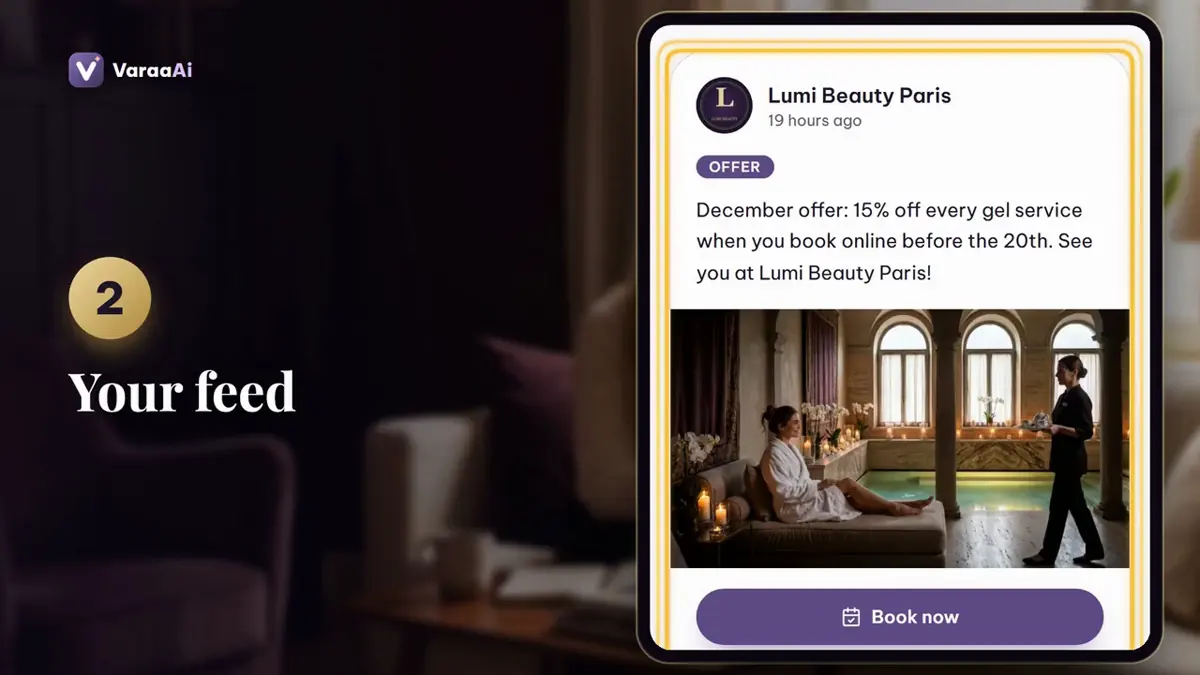 VaraaAi
2
Your feed
L
Lumi Beauty Paris
19 hours ago
OFFER
December offer: 15% off every gel service
when you book online before the 20th. See
you at Lumi Beauty Paris!
Book now